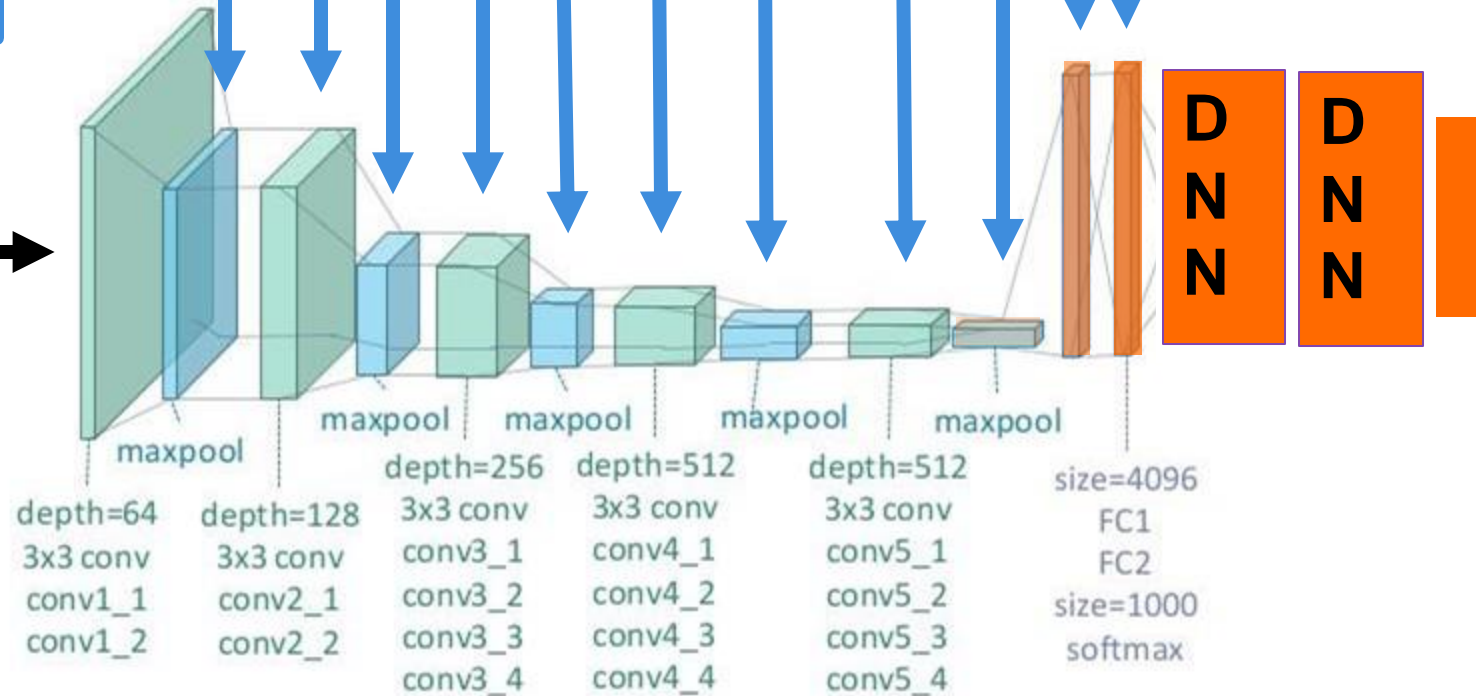 D
N
N
D
N
N
maxpool
maxpool
maxpool
maxpool
maxpool
depth=64
3x3 conv
conv1_1
conv1_2
depth=128
3x3 conv
conv2_1
conv2_2
depth=256
3x3 conv
conv3_1
conv3_2
conv3_3
conv3_4
depth=512
3x3 conv
conv4_1
conv4_2
conv4_3
conv4_4
depth=512
3x3 conv
conv5_1
conv5_2
conv5_3
conv5_4
size=4096
FC1
FC2
size=1000
softmax